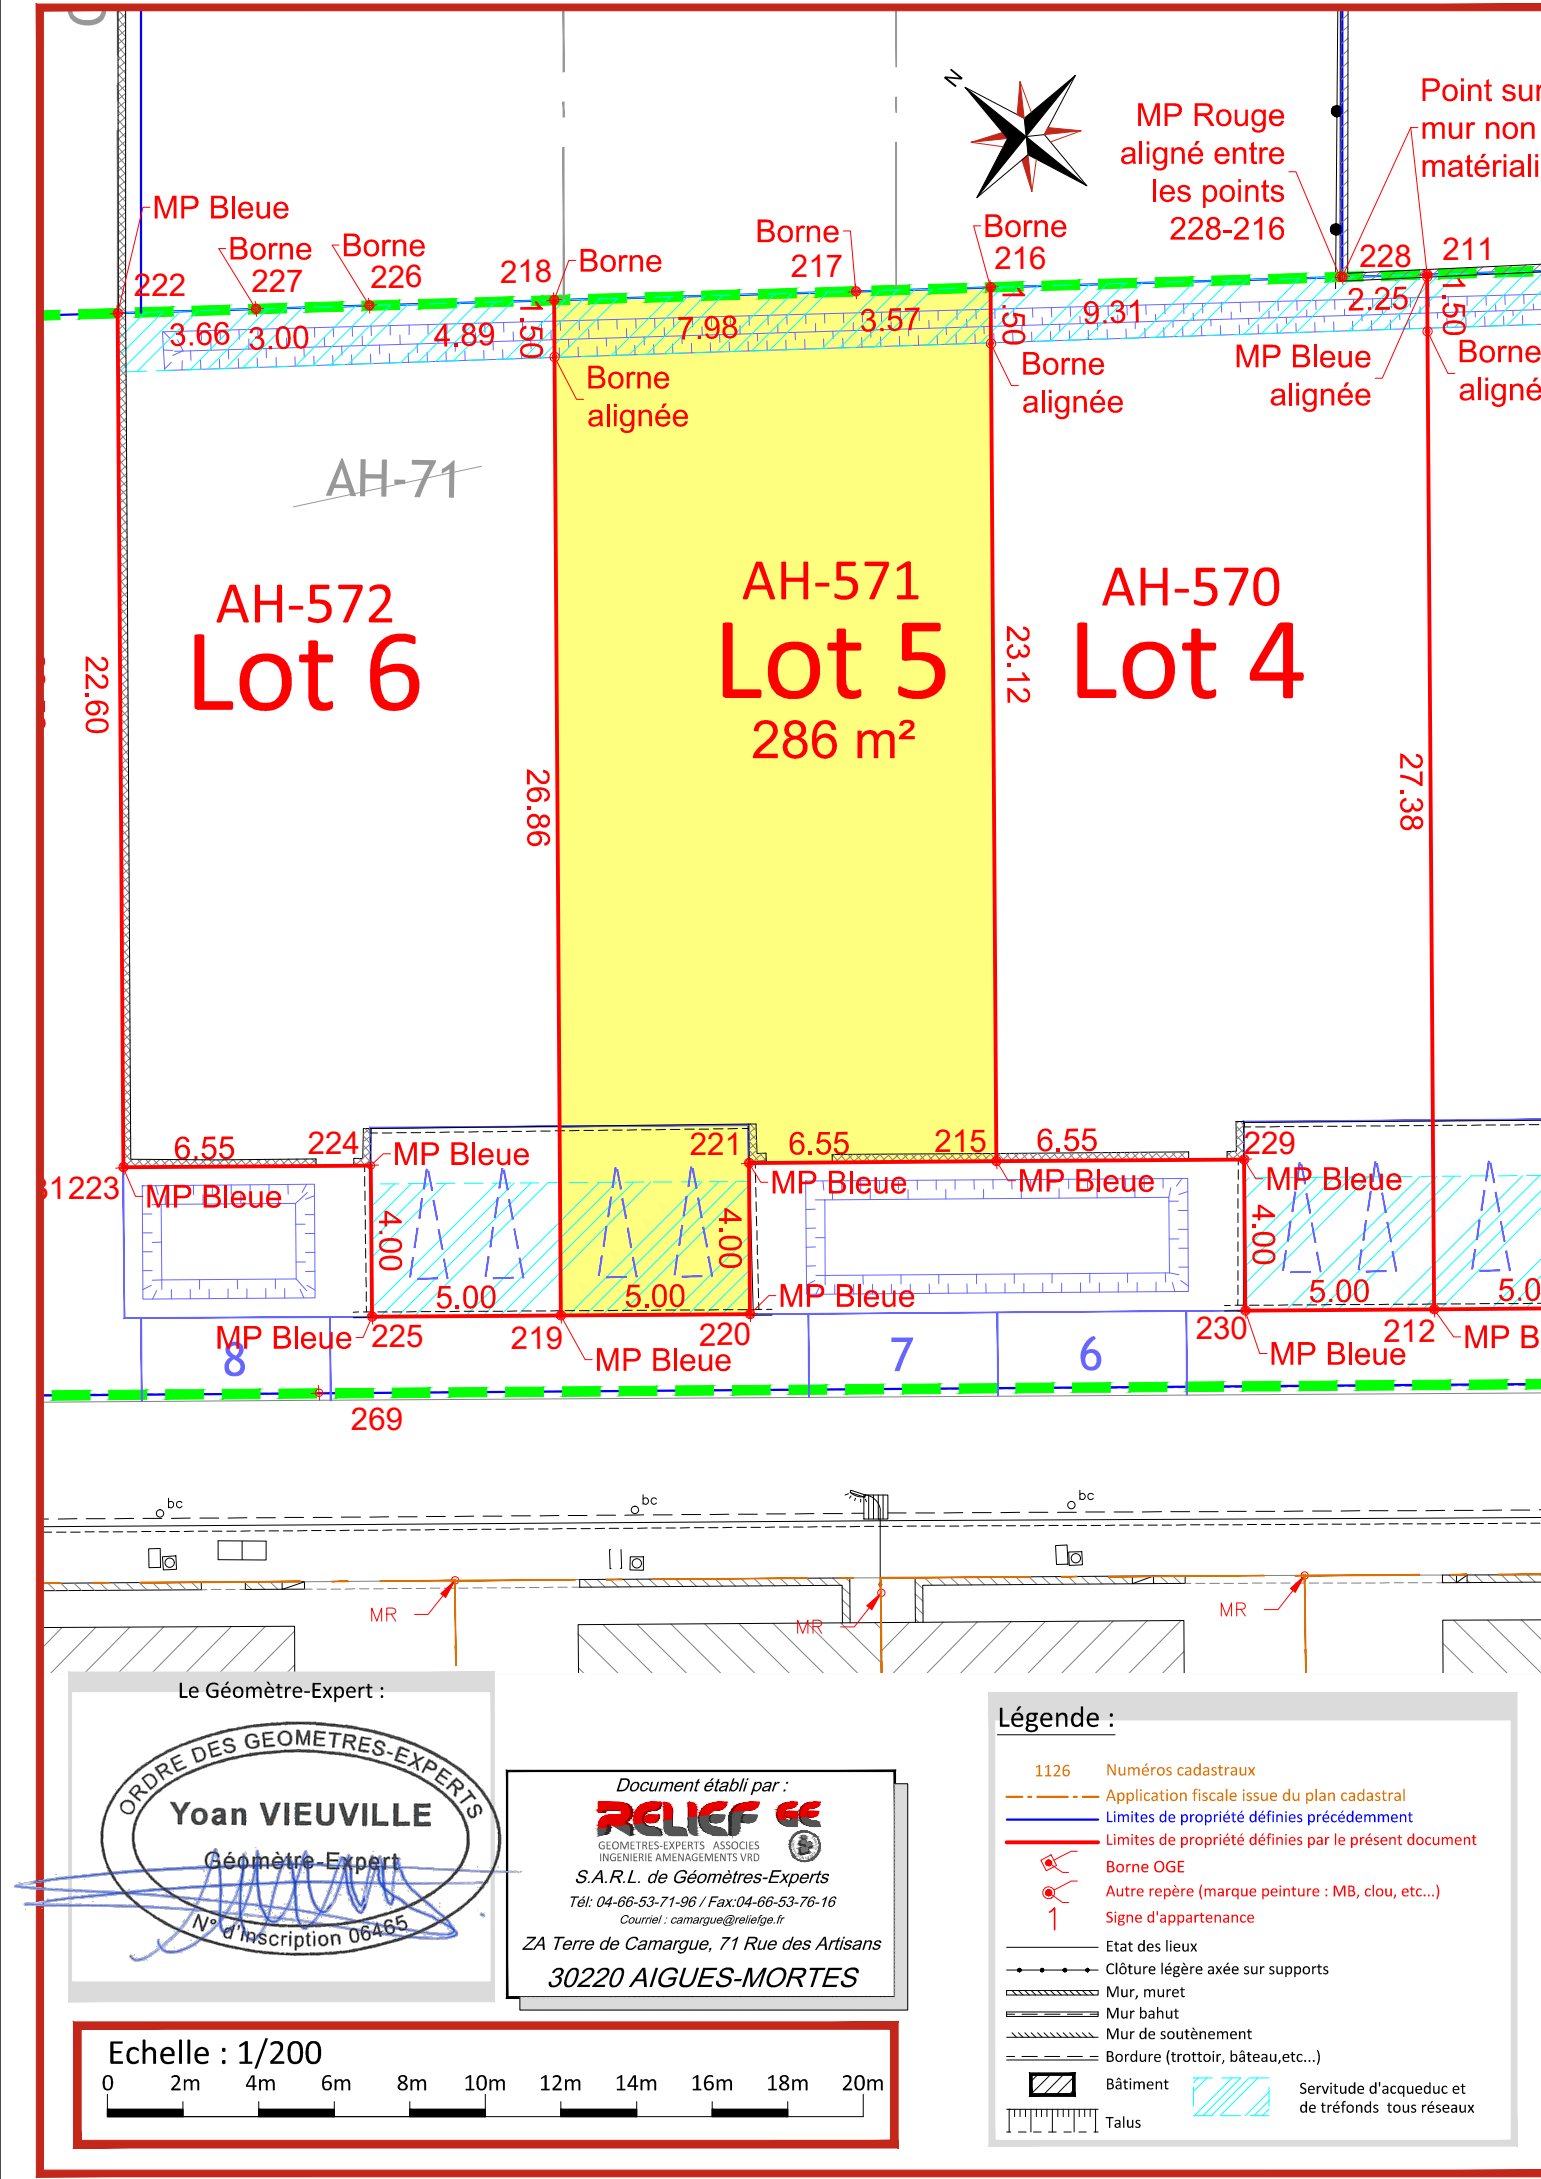 N
MP Rouge
aligné entre
les points
228-216
Point sur
mur non
matériali
MP Bleue
Borne
227
Borne
226
218
Borne
Borne
217
Borne
216
222
228
211
3.66
3.00
4.89
1.50
7.98
3.57
1.50
9.31
2.25
1.50
Borne
alignée
Borne
alignée
MP Bleue
alignée
Borne
aligné
AH-71
AH-572
Lot 6
AH-571
Lot 5
286 m²
AH-570
Lot 4
22.60
26.86
23.12
27.38
6.55
224
MP Bleue
221
6.55
215
6.55
229
MP Bleue
MP Bleue
MP Bleue
223
MP Bleue
4.00
4.00
4.00
5.00
5.00
5.00
5.0
MP Bleue
MP Bleue
225
219
220
MP Bleue
230
212
MP Bleue
MP B
8
7
6
269
bc
bc
bc
MR
MR
MR
Le Géomètre-Expert :
ORDRE DES GEOMETRES-EXPERTS
Yoan VIEUVILLE
Géomètre-Expert
N° d'inscription 06465
Document établi par :
RELIEF GE
GEOMETRES-EXPERTS ASSOCIES
INGENIERIE AMENAGEMENTS VRD
S.A.R.L. de Géomètres-Experts
Tél: 04-66-53-71-96 / Fax:04-66-53-76-16
Courriel : camargue@reliefge.fr
ZA Terre de Camargue, 71 Rue des Artisans
30220 AIGUES-MORTES
Légende :
1126 Numéros cadastraux
Application fiscale issue du plan cadastral
Limites de propriété définies précédemment
Limites de propriété définies par le présent document
Borne OGE
Autre repère (marque peinture : MB, clou, etc...)
Signe d'appartenance
Etat des lieux
Clôture légère axée sur supports
Mur, muret
Mur bahut
Mur de soutènement
Bordure (trottoir, bâteau,etc...)
Bâtiment
Servitude d'acqueduc et
de tréfonds tous réseaux
Talus
Echelle : 1/200
0 2m 4m 6m 8m 10m 12m 14m 16m 18m 20m